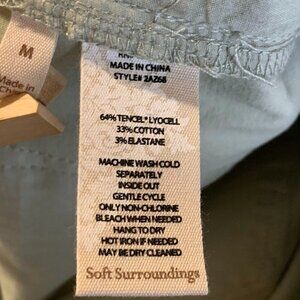 M
Made in
MADE IN CHINA
STYLE# 2AZ68
64% TENCEL® LYOCELL
33% COTTON
3% ELASTANE
MACHINE WASH COLD
SEPARATELY
INSIDE OUT
GENTLE CYCLE
ONLY NON-CHLORINE
BLEACH WHEN NEEDED
HANG TO DRY
HOT IRON IF NEEDED
MAY BE DRY CLEANED
Soft Surroundings